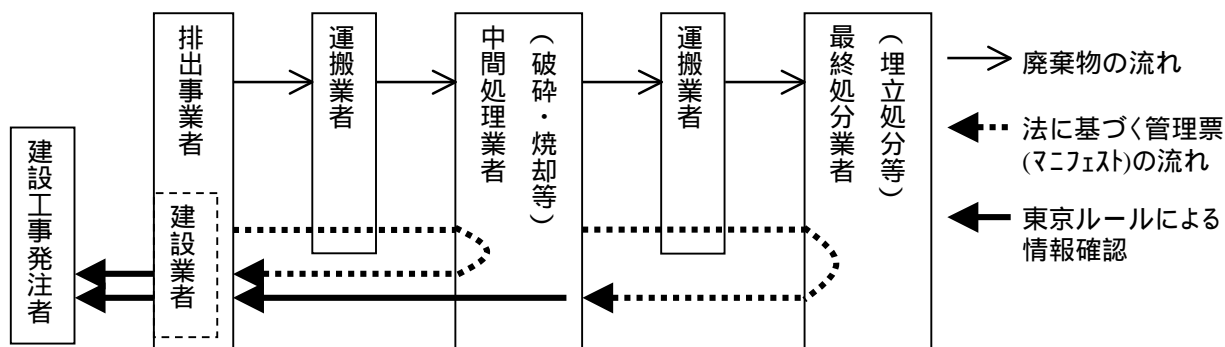 建設工事発注者
排出事業者
建設業者
運搬業者
中間処理業者
(破砕・焼却等)
運搬業者
最終処分業者
(埋立処分等)
廃棄物の流れ
法に基づく管理票
(ﾏﾆﾌｪｽﾄ)の流れ
東京ルールによる
情報確認